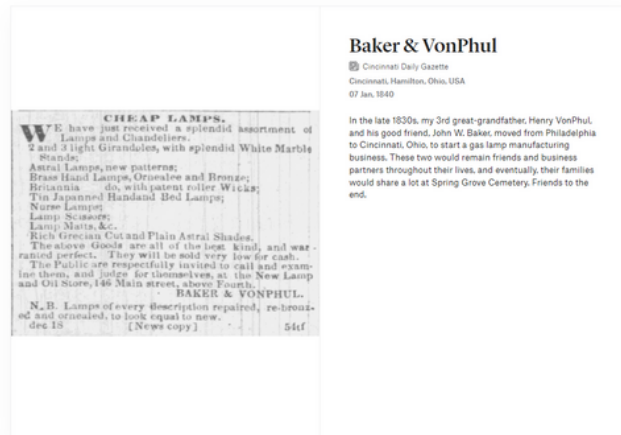 CHEAP LAMPS.
WE have just received a splendid assortment of
Lamps and Chandeliers.
2 and 3 light Girandoles, with splendid White Marble
Stands;
Astral Lamps, new patterns;
Brass Hand Lamps, Ornealee and Bronze;
Britannia do, with patent roller Wicks;
Tin Japanned Handand Bed Lamps;
Nurse Lamps;
Lamp Scissors;
Lamp Matts, &c.
Rich Grecian Cut and Plain Astral Shades.
The above Goods are all of the best kind, and war-
ranted perfect. They will be sold very low for cash.
The Public are respectfully invited to call and exam-
ine them, and judge for themselves, at the New Lamp
and Oil Store, 146 Main street, above Fourth.
BAKER & VONPHUL.
N. B. Lamps of every description repaired, re-bronz-
ed and ornealed, to look equal to new.
dec 18 [News copy] 54tf
Baker & VonPhul
Cincinnati Daily Gazette
Cincinnati, Hamilton, Ohio, USA
07 Jan, 1840
In the late 1830s, my 3rd great-grandfather, Henry VonPhul,
and his good friend, John W. Baker, moved from Philadelphia
to Cincinnati, Ohio, to start a gas lamp manufacturing
business. These two would remain friends and business
partners throughout their lives, and eventually, their families
would share a lot at Spring Grove Cemetery. Friends to the
end.